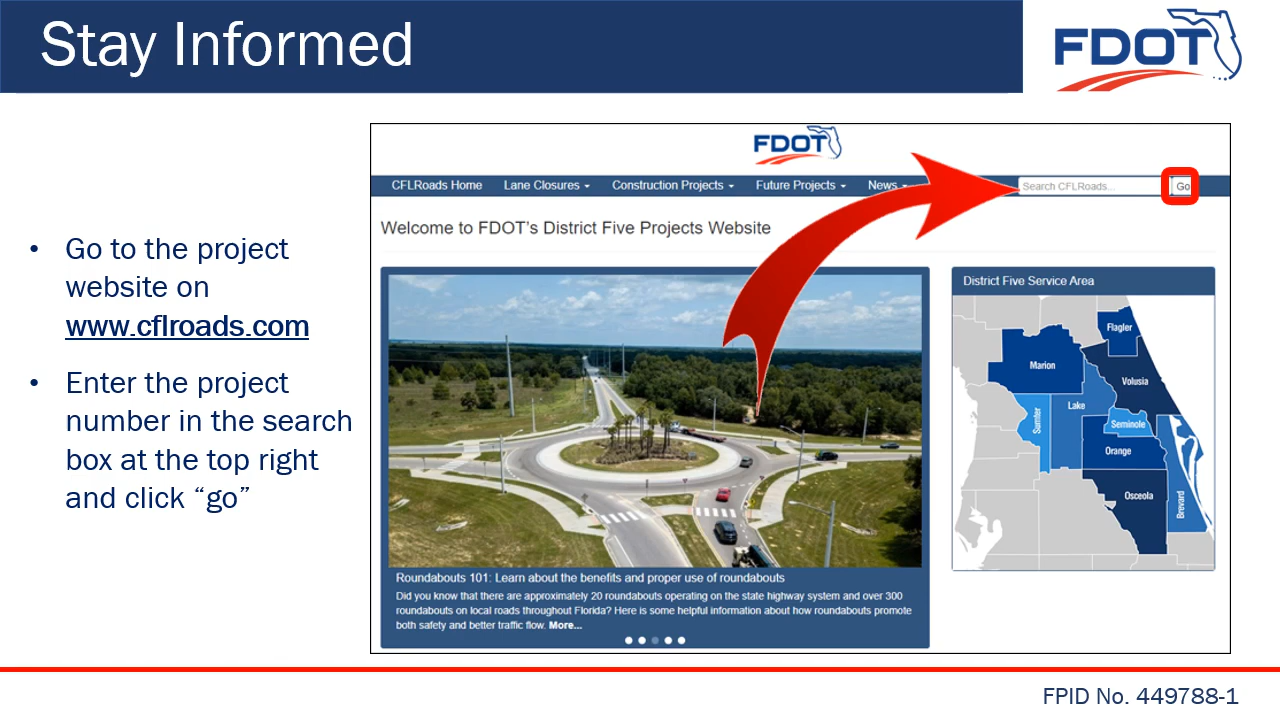 Stay Informed
FDOT
• Go to the project
website on
www.cflroads.com
• Enter the project
number in the search
box at the top right
and click “go”
FDOT
CFLRoads Home Lane Closures Construction Projects Future Projects News Search CFLRoads... Go
Welcome to FDOT's District Five Projects Website
District Five Service Area
Flagler
Marion
Volusia
Lake
Sumter
Seminole
Orange
Osceola
Brevard
Roundabouts 101: Learn about the benefits and proper use of roundabouts
Did you know that there are approximately 20 roundabouts operating on the state highway system and over 300
roundabouts on local roads throughout Florida? Here is some helpful information about how roundabouts promote
both safety and better traffic flow. More...
FPID No. 449788-1